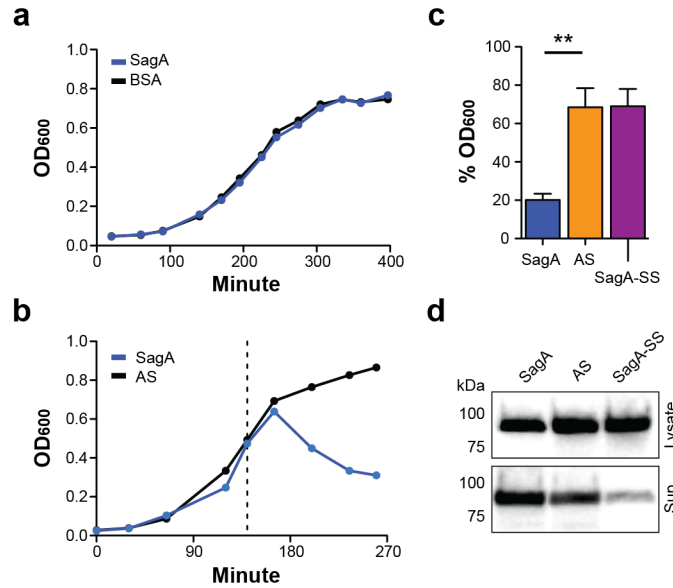 a
SagA
BSA
OD600
1.0
0.8
0.6
0.4
0.2
0.0
0 100 200 300 400
Minute
b
SagA
AS
OD600
1.0
0.8
0.6
0.4
0.2
0.0
0 90 180 270
Minute
c
**
% OD600
100
80
60
40
20
0
SagA AS
SagA-SS
d
SagA AS SagA-SS
kDa
100
75
Lysate
100
75
Sup